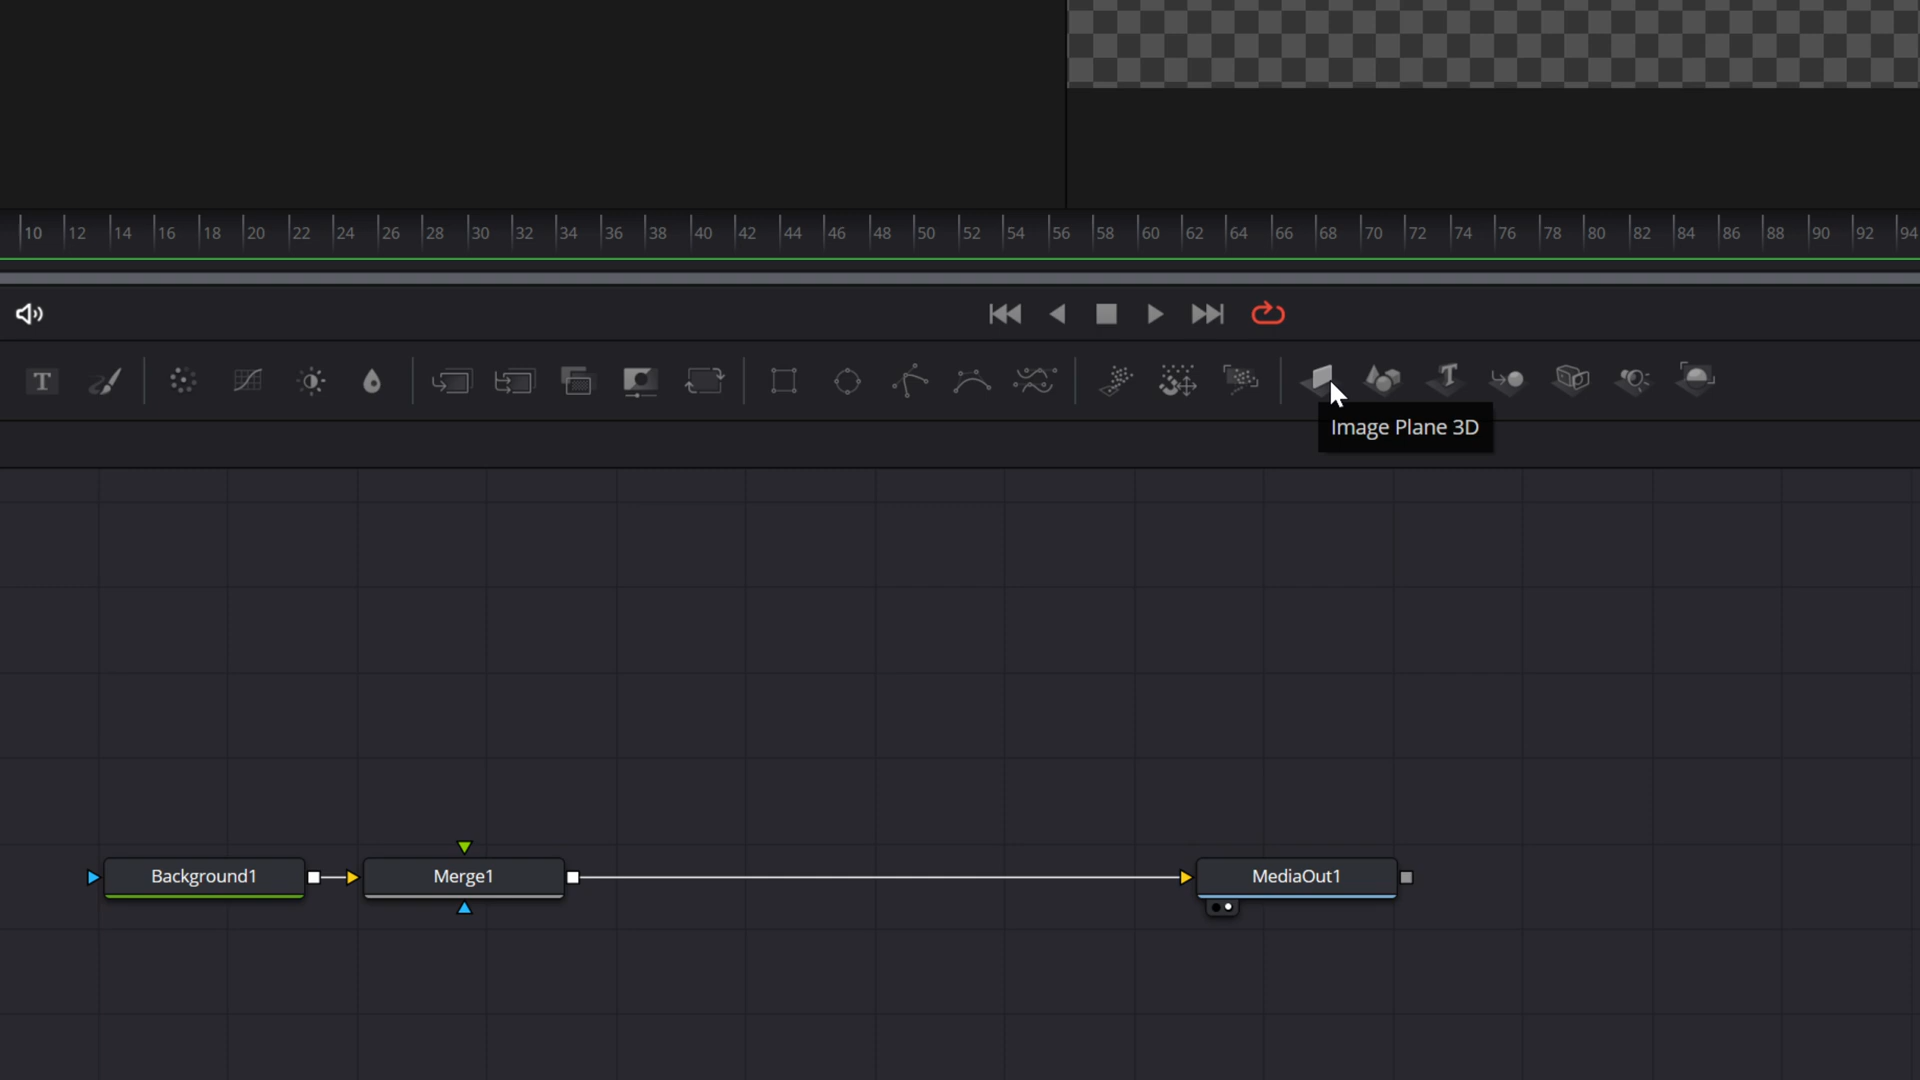 10 12 14 16 18 20 22 24 26 28 30 32 34 36 38 40 42 44 46 48 50 52 54 56 58 60 62 64 66 68 70 72 74 76 78 80 82 84 86 88 90 92 94
T
T
Image Plane 3D
Background1 Merge1 MediaOut1